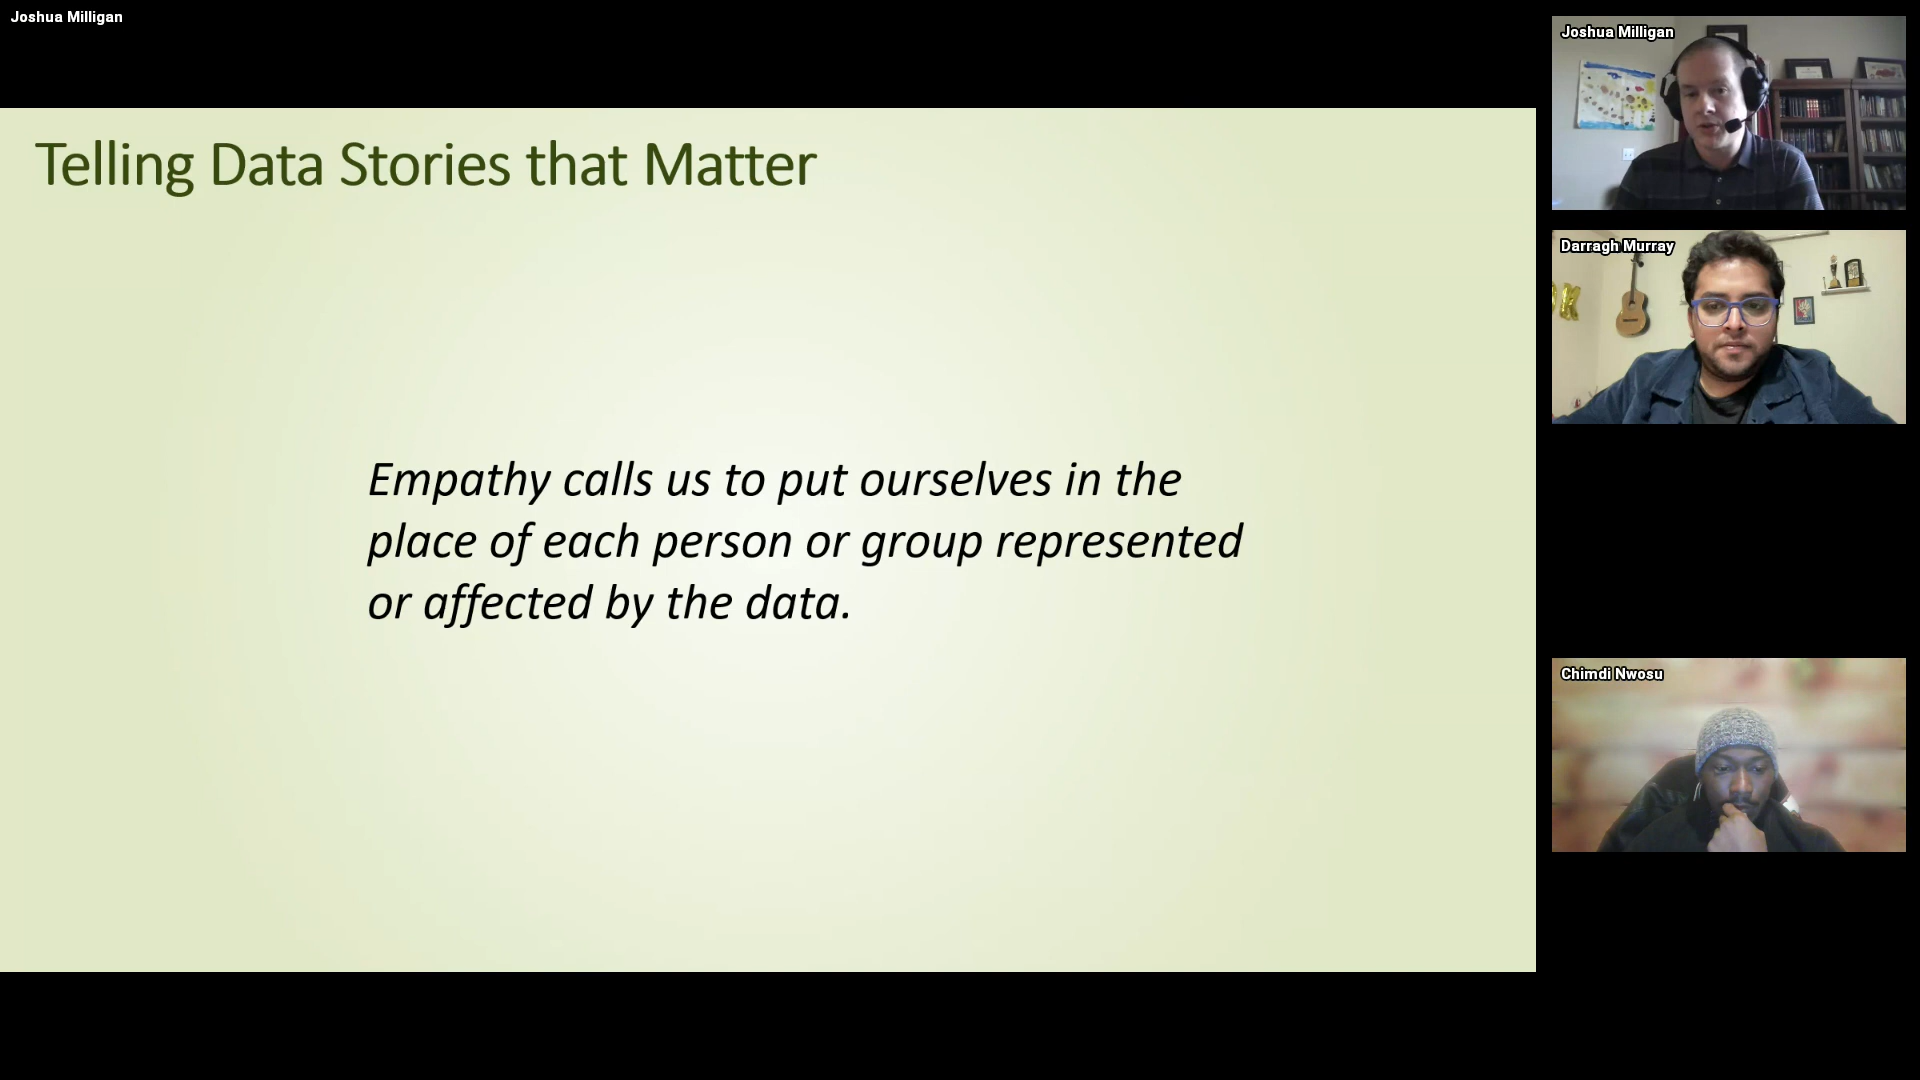 Joshua Milligan
Telling Data Stories that Matter
Empathy calls us to put ourselves in the
place of each person or group represented
or affected by the data.
Joshua Milligan
Darragh Murray
K
Chimdi Nwosu